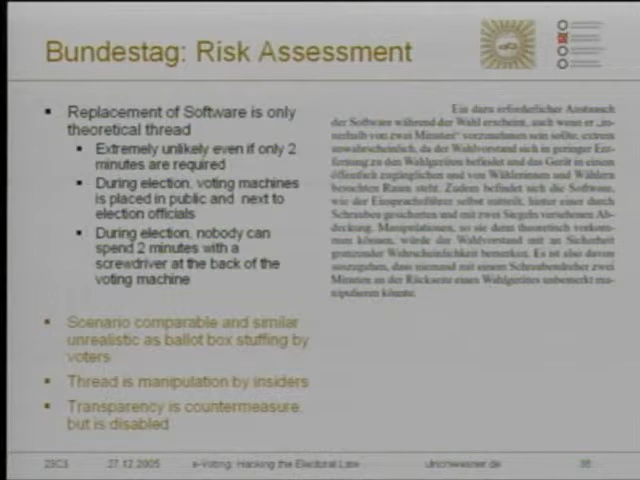 Bundestag: Risk Assessment
Replacement of Software is only
theoretical thread
Extremely unlikely even if only 2
minutes are required
During election, voting machines
is placed in public and next to
election officials
During election, nobody can
spend 2 minutes with a
screwdriver at the back of the
voting machine
Scenario comparable and similar
unrealistic as ballot box stuffing by
voters
Thread is manipulation by insiders
Transparency is countermeasure
but is disabled
Ein dazu erforderlicher Austausch
der Software während der Wahl erscheint, auch wenn er „in-
nerhalb von zwei Minuten“ vorzunehmen sein sollte, extrem
unwahrscheinlich, da der Wahlvorstand sich in geringer Ent-
fernung zu den Wahlgeräten befindet und das Gerät in einem
öffentlich zugänglichen und von Wählerinnen und Wählern
besuchten Raum steht. Zudem befindet sich die Software,
wie der Einspruchsführer selbst mitteilt, hinter einer durch
Schrauben gesicherten und mit zwei Siegeln versehenen Ab-
deckung. Manipulationen, so sie denn theoretisch vorkom-
men können, würde der Wahlvorstand mit an Sicherheit
grenzender Wahrscheinlichkeit bemerken. Es ist also davon
auszugehen, dass niemand mit einem Schraubendreher zwei
Minuten an der Rückseite eines Wahlgerätes unbemerkt ma-
nipulieren könnte.
27.12.2005
e-Voting: Hacking the Electoral Law
ulrichwiesner.de